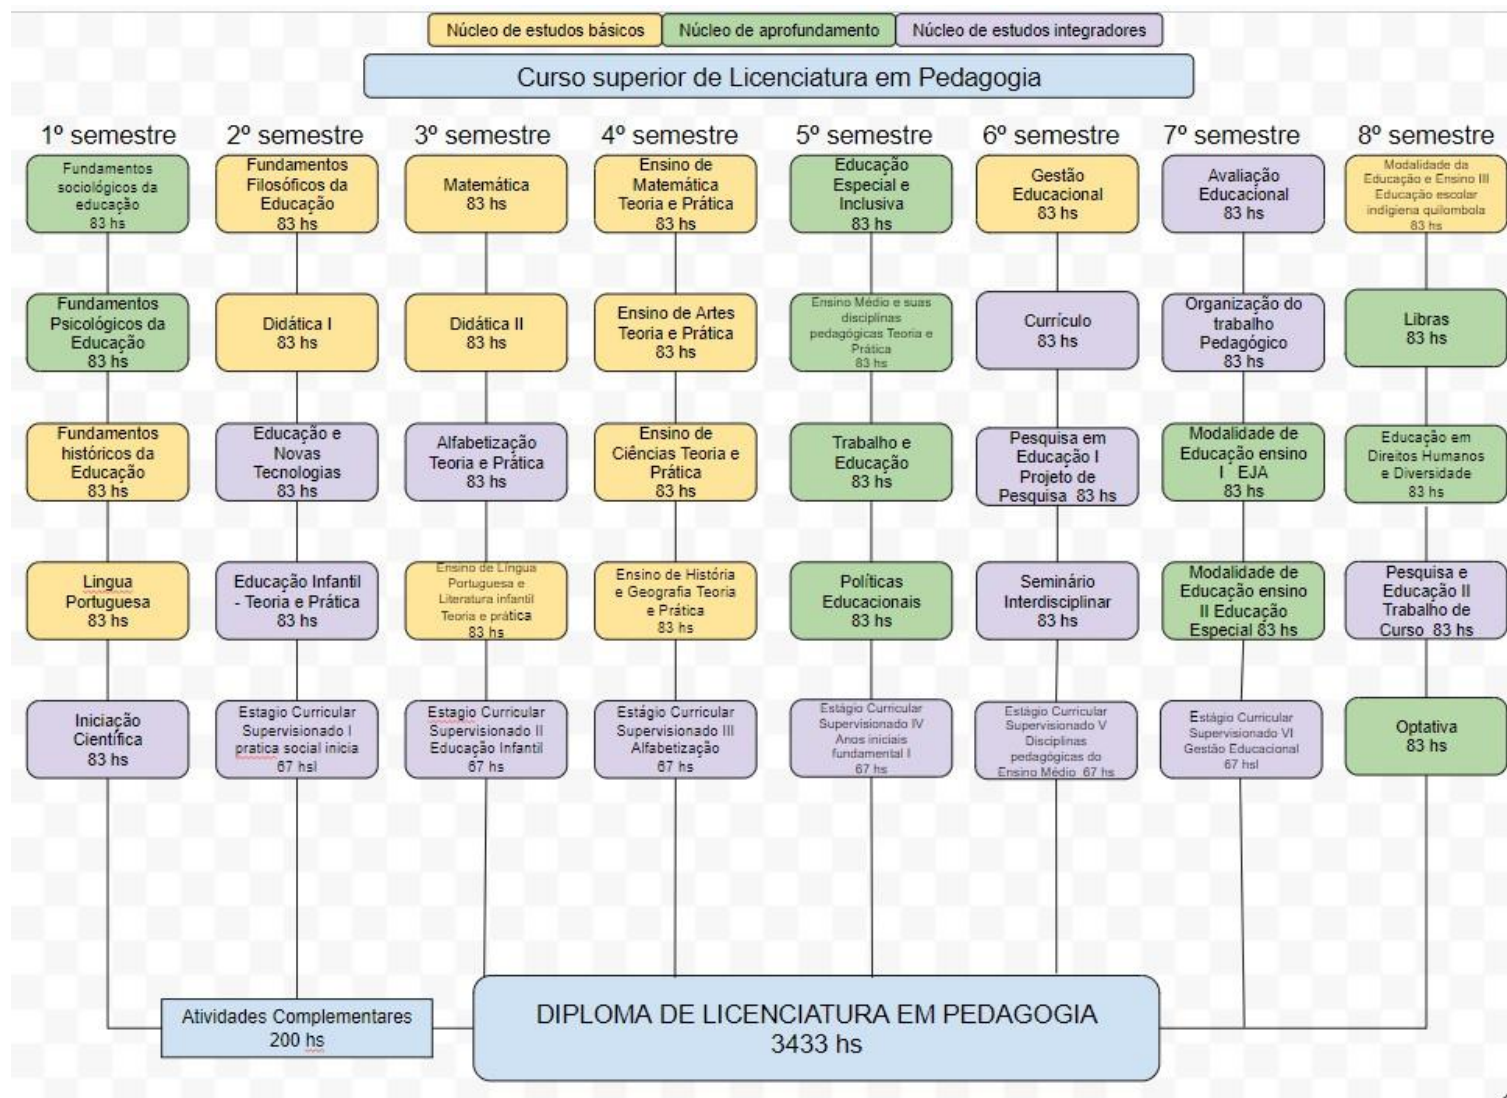 Núcleo de estudos básicos
Núcleo de aprofundamento
Núcleo de estudos integradores
Curso superior de Licenciatura em Pedagogia
1º semestre
Fundamentos
sociológicos da
educação
83 hs
Fundamentos
Psicológicos da
Educação
83 hs
Fundamentos
históricos da
Educação
83 hs
Lingua
Portuguesa
83 hs
Iniciação
Científica
83 hs
2º semestre
Fundamentos
Filosóficos da
Educação
83 hs
Didática I
83 hs
Educação e
Novas
Tecnologias
83 hs
Educação Infantil
- Teoria e Prática
83 hs
Estagio Curricular
Supervisionado I
pratica social inicia
67 hsl
3º semestre
Matemática
83 hs
Didática II
83 hs
Alfabetização
Teoria e Prática
83 hs
Ensino de Língua
Portuguesa e
Literatura infantil
Teoria e prática
83 hs
Estagio Curricular
Supervisionado II
Educação Infantil
67 hs
4º semestre
Ensino de
Matemática
Teoria e Prática
83 hs
Ensino de Artes
Teoria e Prática
83 hs
Ensino de
Ciências Teoria e
Prática
83 hs
Ensino de História
e Geografia Teoria
e Prática
83 hs
Estágio Curricular
Supervisionado III
Alfabetização
67 hs
5º semestre
Educação
Especial e
Inclusiva
83 hs
Ensino Médio e suas
disciplinas
pedagógicas Teoria e
Prática
83 hs
Trabalho e
Educação
83 hs
Políticas
Educacionais
83 hs
Estágio Curricular
Supervisionado IV
Anos iniciais
fundamental I
67 hs
6º semestre
Gestão
Educacional
83 hs
Currículo
83 hs
Pesquisa em
Educação I
Projeto de
Pesquisa 83 hs
Seminário
Interdisciplinar
83 hs
Estágio Curricular
Supervisionado V
Disciplinas
pedagógicas do
Ensino Médio 67 hs
7º semestre
Avaliação
Educacional
83 hs
Organização do
trabalho
Pedagógico
83 hs
Modalidade de
Educação ensino
I EJA
83 hs
Modalidade de
Educação ensino
II Educação
Especial 83 hs
Estágio Curricular
Supervisionado VI
Gestão Educacional
67 hsl
8º semestre
Modalidade da
Educação e Ensino III
Educação escolar
indígiena quilombola
83 hs
Libras
83 hs
Educação em
Direitos Humanos
e Diversidade
83 hs
Pesquisa e
Educação II
Trabalho de
Curso 83 hs
Optativa
83 hs
Atividades Complementares
200 hs
DIPLOMA DE LICENCIATURA EM PEDAGOGIA
3433 hs